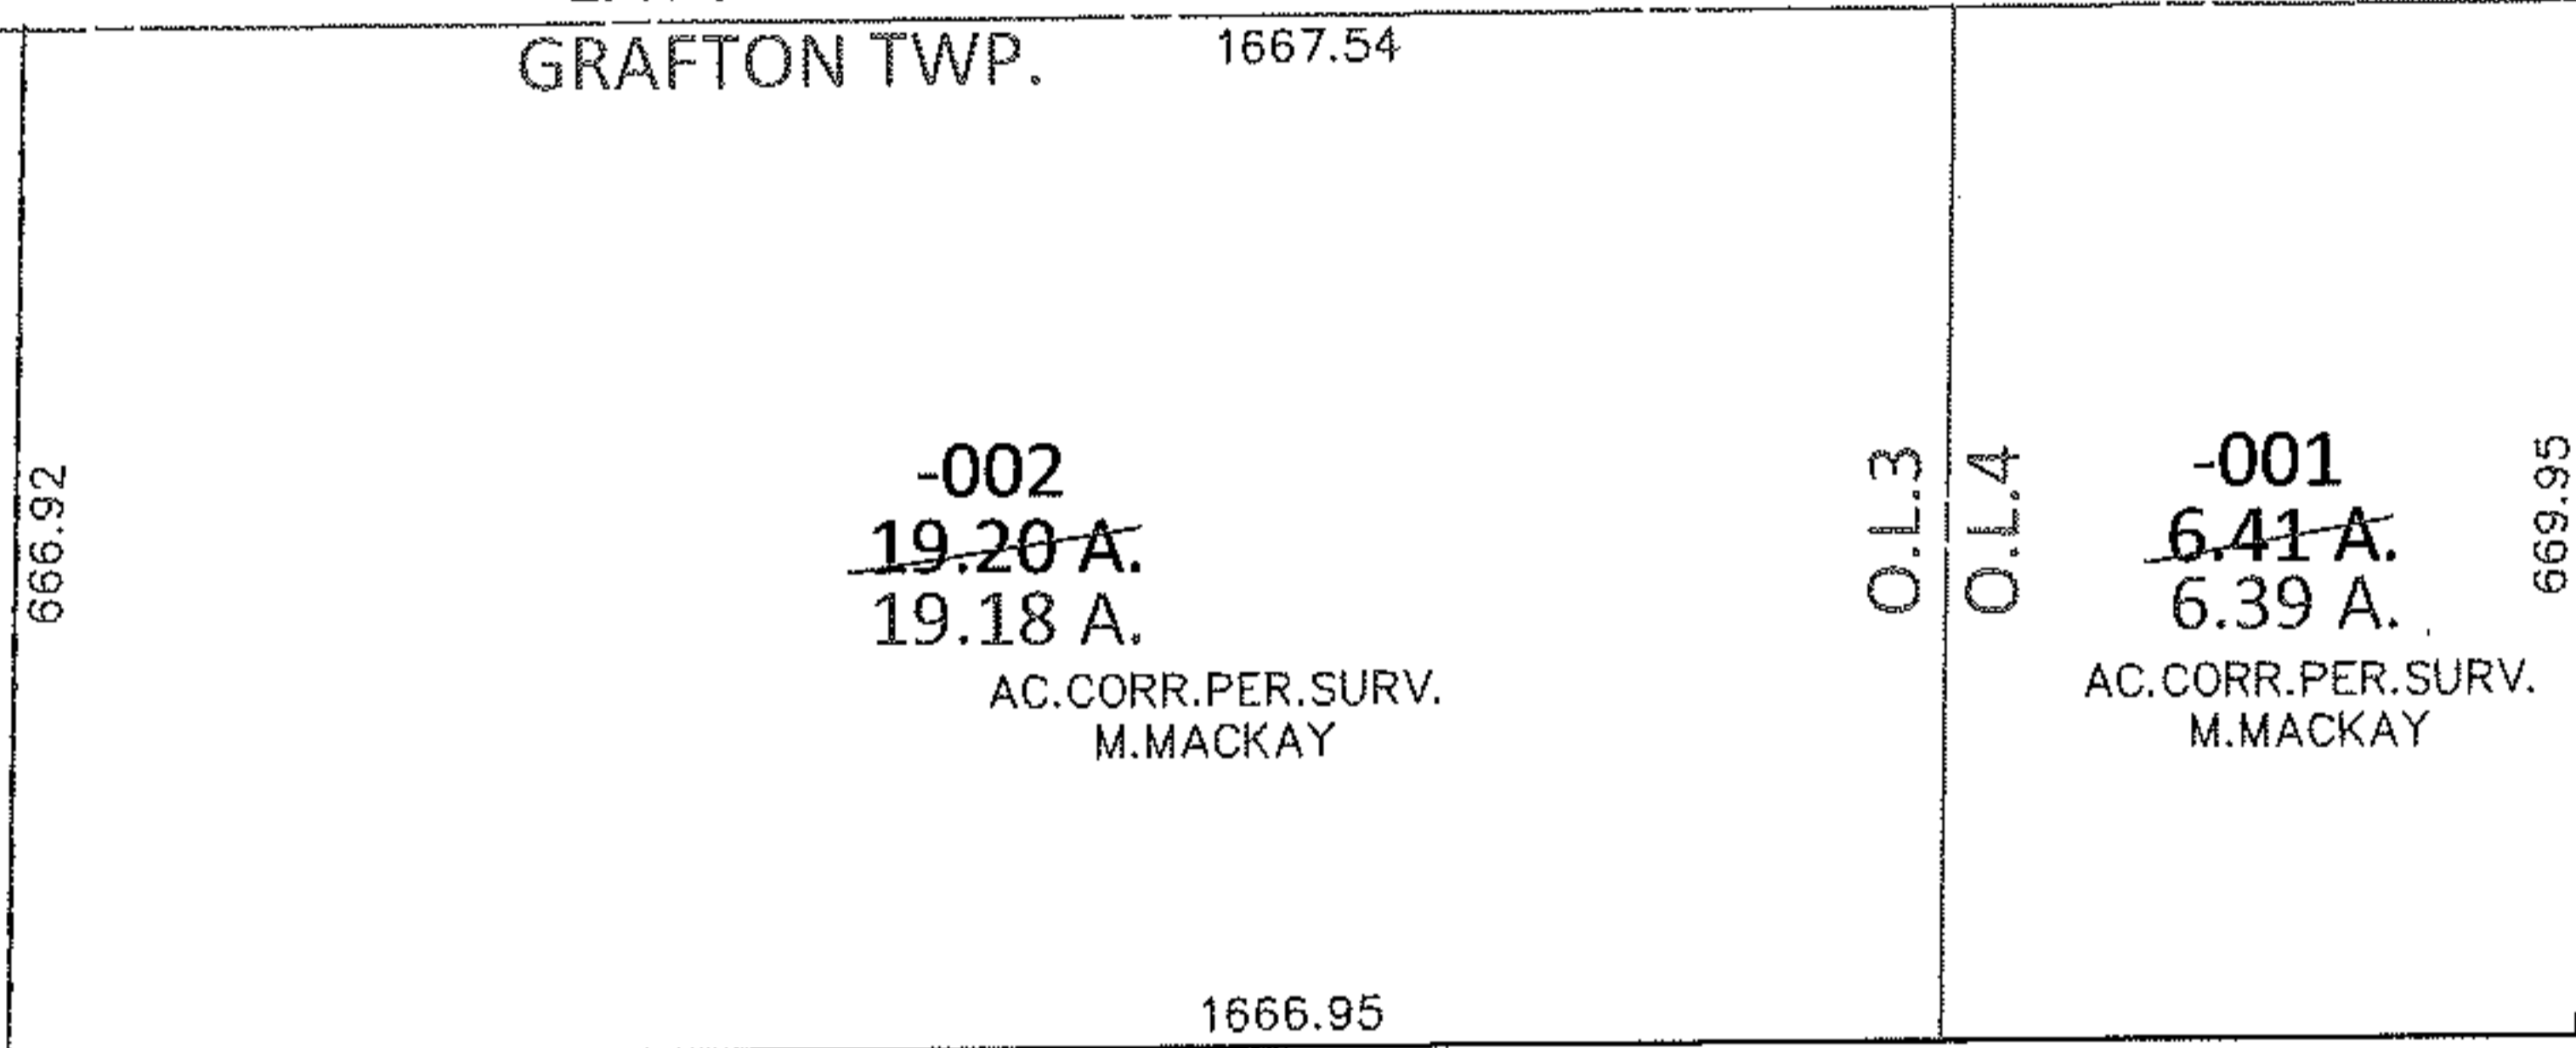 GRAFTON TWP.
1667.54
666.92
-002
19.20 A.
19.18 A.
AC.CORR.PER.SURV.
M.MACKAY
O.L.3
O.L.4
-001
6.41 A.
6.39 A.
AC.CORR.PER.SURV.
M.MACKAY
669.95
1666.95